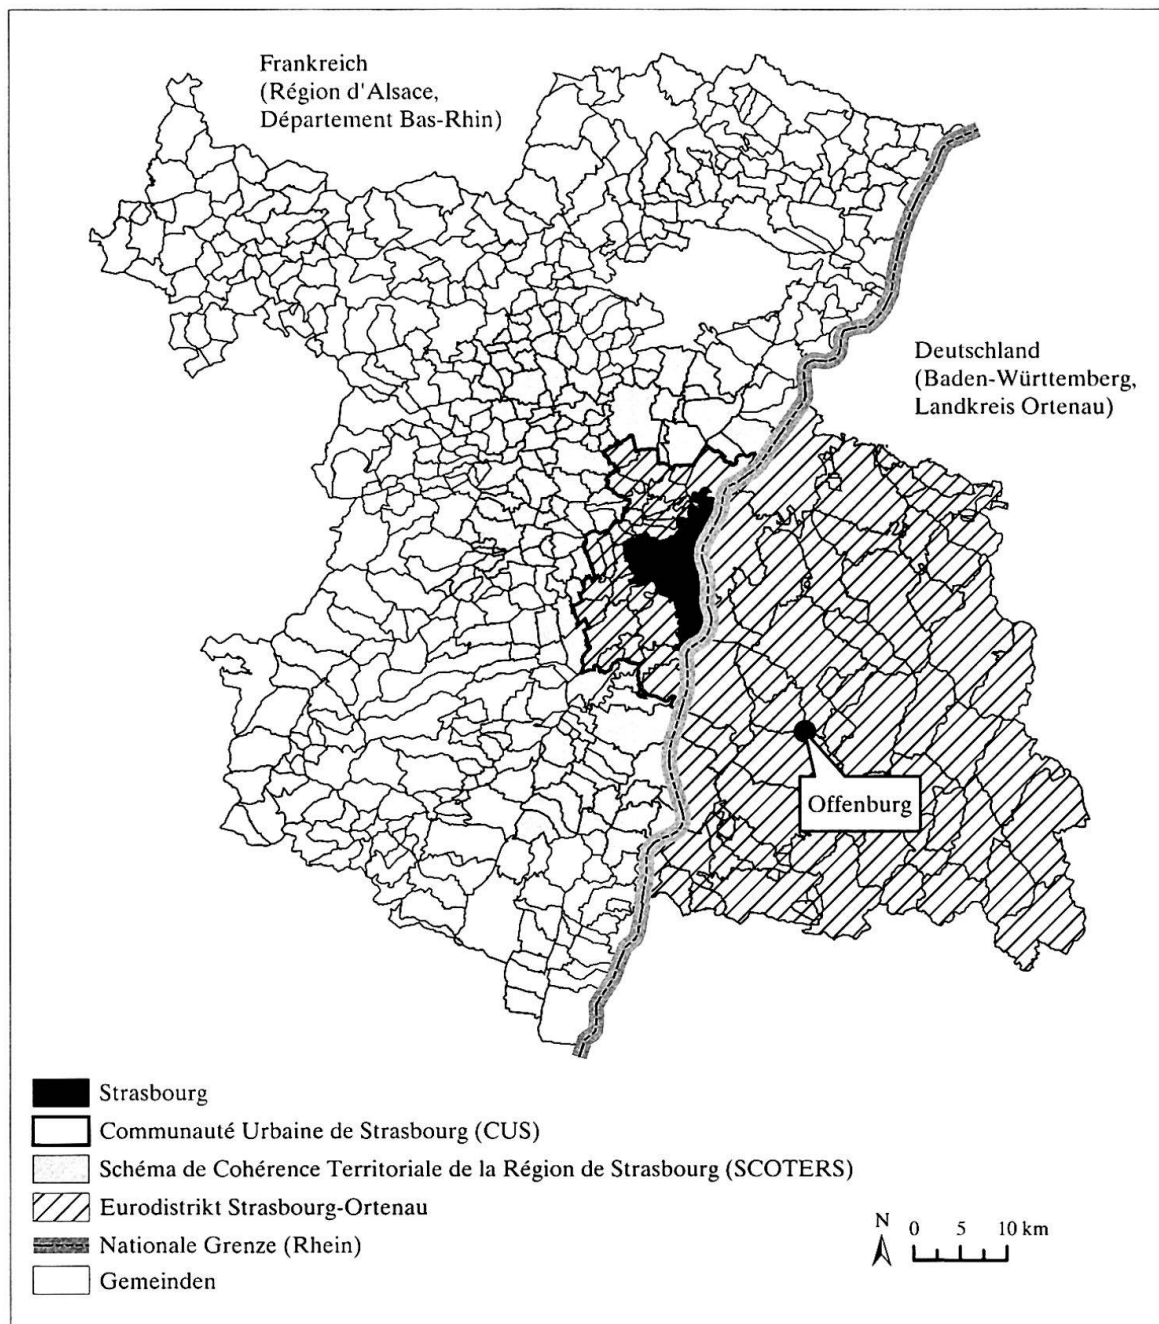 Frankreich
(Région d'Alsace,
Département Bas-Rhin)
Deutschland
(Baden-Württemberg,
Landkreis Ortenau)
Offenburg
Strasbourg
Communauté Urbaine de Strasbourg (CUS)
Schéma de Cohérence Territoriale de la Région de Strasbourg (SCOTERS)
Eurodistrikt Strasbourg-Ortenau
Nationale Grenze (Rhein)
Gemeinden
N
0 5 10 km